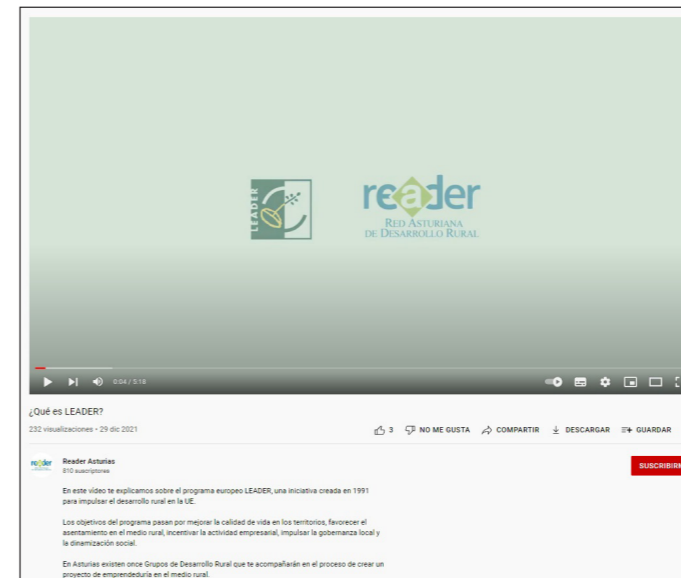 LEADER
reader
RED ASTURIANA
DE DESARROLLO RURAL
0:04 / 5:18
¿Qué es LEADER?
232 visualizaciones • 29 dic 2021
3 NO ME GUSTA COMPARTIR DESCARGAR GUARDAR
reader
Reader Asturias
810 suscriptores
SUSCRIBIRM
En este vídeo te explicamos sobre el programa europeo LEADER, una iniciativa creada en 1991
para impulsar el desarrollo rural en la UE.
Los objetivos del programa pasan por mejorar la calidad de vida en los territorios, favorecer el
asentamiento en el medio rural, incentivar la actividad empresarial, impulsar la gobernanza local y
la dinamización social.
En Asturias existen once Grupos de Desarrollo Rural que te acompañarán en el proceso de crear un
proyecto de emprendeduría en el medio rural.